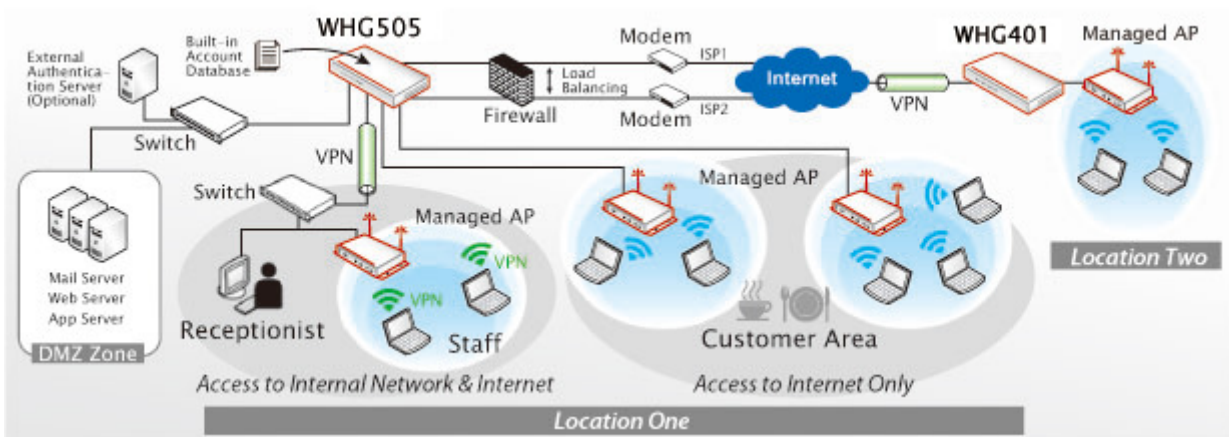 WHG505
External
Authentica-
tion Server
(Optional)
Built-in
Account
Database
Modem
ISP1
Load
Balancing
Firewall
Modem
ISP2
Internet
VPN
WHG401
Managed AP
Switch
VPN
Switch
Managed AP
VPN
VPN
Receptionist
Staff
Access to Internal Network & Internet
Mail Server
Web Server
App Server
DMZ Zone
Managed AP
Customer Area
Access to Internet Only
Location Two
Location One